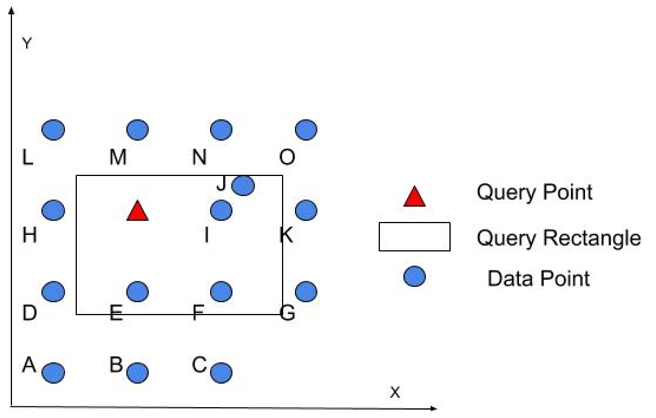 Y
L M N O
J
Query Point
H I K
Query Rectangle
Data Point
D E F G
A B C
X